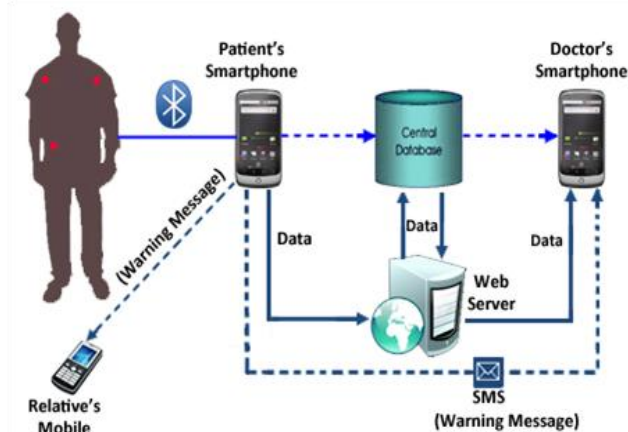 Patient's
Smartphone
Doctor's
Smartphone
Central
Database
(Warning Message)
Data
Data
Data
Web
Server
SMS
(Warning Message)
Relative's
Mobile